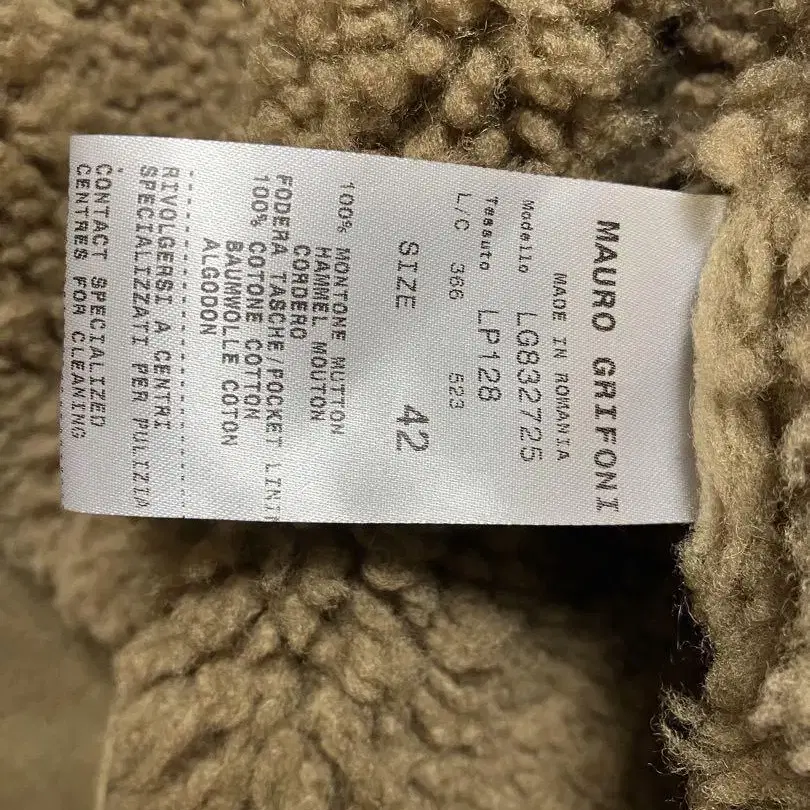 MAURO GRIFONI
MADE IN ROMANIA
Modello LG832725
Tessuto LP128
L/C 366 523
SIZE 42
100% MONTONE MUTTON
HAMMEL MOUTON
CORDERO
FODERA TASCHE/POCKET LININ
100% COTONE COTTON
BAUMWOLLE COTON
ALGODON
RIVOLGERSI A CENTRI
SPECIALIZZATI PER PULIZIA
CONTACT SPECIALIZED
CENTRES FOR CLEANING